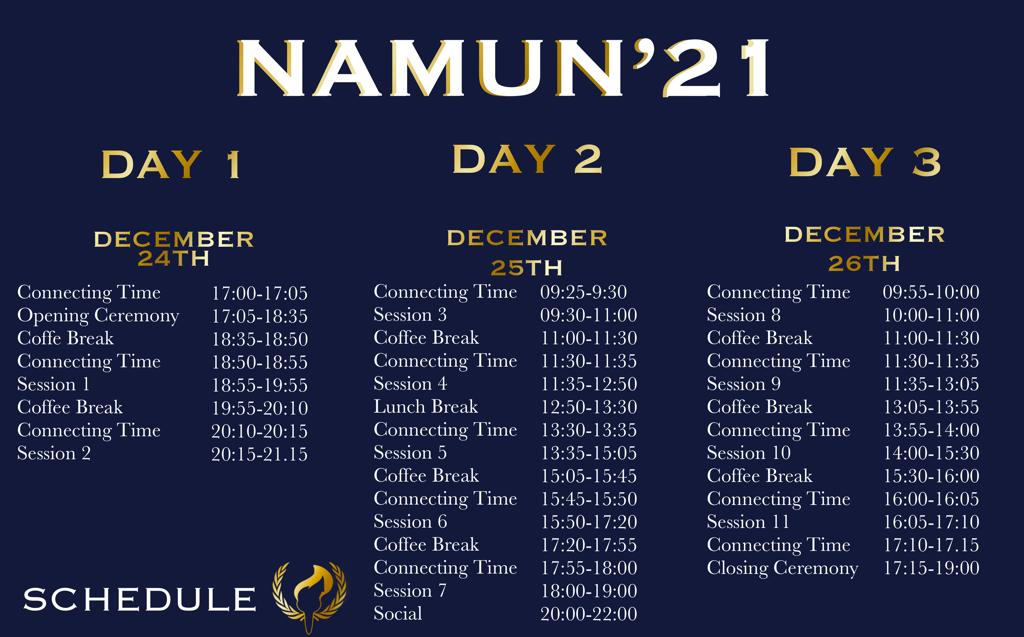 NAMUN'21
DAY 1
DECEMBER
24TH
Connecting Time 17:00-17:05
Opening Ceremony 17:05-18:35
Coffe Break 18:35-18:50
Connecting Time 18:50-18:55
Session 1 18:55-19:55
Coffee Break 19:55-20:10
Connecting Time 20:10-20:15
Session 2 20:15-21.15
DAY 2
DECEMBER
25TH
Connecting Time 09:25-9:30
Session 3 09:30-11:00
Coffee Break 11:00-11:30
Connecting Time 11:30-11:35
Session 4 11:35-12:50
Lunch Break 12:50-13:30
Connecting Time 13:30-13:35
Session 5 13:35-15:05
Coffee Break 15:05-15:45
Connecting Time 15:45-15:50
Session 6 15:50-17:20
Coffee Break 17:20-17:55
Connecting Time 17:55-18:00
Session 7 18:00-19:00
Social 20:00-22:00
DAY 3
DECEMBER
26TH
Connecting Time 09:55-10:00
Session 8 10:00-11:00
Coffee Break 11:00-11:30
Connecting Time 11:30-11:35
Session 9 11:35-13:05
Coffee Break 13:05-13:55
Connecting Time 13:55-14:00
Session 10 14:00-15:30
Coffee Break 15:30-16:00
Connecting Time 16:00-16:05
Session 11 16:05-17:10
Connecting Time 17:10-17.15
Closing Ceremony 17:15-19:00
SCHEDULE